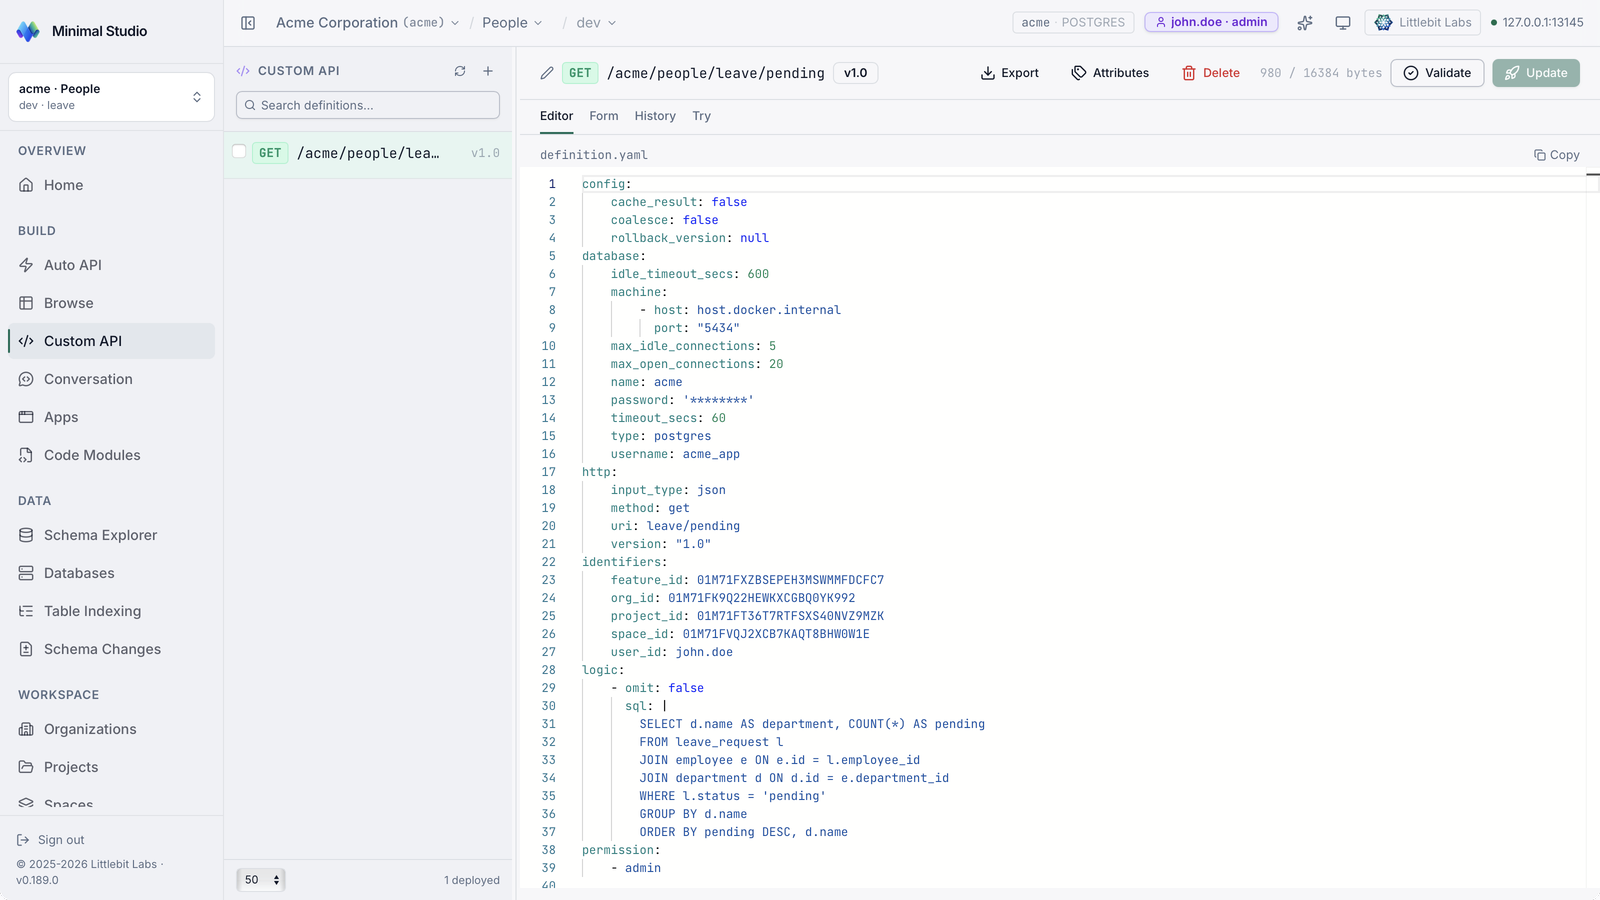 Minimal Studio
Acme Corporation (acme) / People / dev
acme · POSTGRES
john.doe · admin
Littlebit Labs
127.0.0.1:13145
acme · People
dev · leave
OVERVIEW
Home
BUILD
Auto API
Browse
Custom API
Conversation
Apps
Code Modules
DATA
Schema Explorer
Databases
Table Indexing
Schema Changes
WORKSPACE
Organizations
Projects
Spaces
Sign out
© 2025-2026 Littlebit Labs ·
v0.189.0
CUSTOM API
Search definitions...
GET /acme/people/lea… v1.0
50
1 deployed
GET /acme/people/leave/pending v1.0
Export
Attributes
Delete
980 / 16384 bytes
Validate
Update
Editor Form History Try
definition.yaml
Copy
1 config:
2 cache_result: false
3 coalesce: false
4 rollback_version: null
5 database:
6 idle_timeout_secs: 600
7 machine:
8 - host: host.docker.internal
9 port: "5434"
10 max_idle_connections: 5
11 max_open_connections: 20
12 name: acme
13 password: '********'
14 timeout_secs: 60
15 type: postgres
16 username: acme_app
17 http:
18 input_type: json
19 method: get
20 uri: leave/pending
21 version: "1.0"
22 identifiers:
23 feature_id: 01M71FXZBSEPEH3MSWMMFDCFC7
24 org_id: 01M71FK9Q22HEWKXCGBQ0YK992
25 project_id: 01M71FT36T7RTFSXS40NVZ9MZK
26 space_id: 01M71FVQJ2XCB7KAQT8BHW0W1E
27 user_id: john.doe
28 logic:
29 - omit: false
30 sql: |
31 SELECT d.name AS department, COUNT(*) AS pending
32 FROM leave_request l
33 JOIN employee e ON e.id = l.employee_id
34 JOIN department d ON d.id = e.department_id
35 WHERE l.status = 'pending'
36 GROUP BY d.name
37 ORDER BY pending DESC, d.name
38 permission:
39 - admin
40